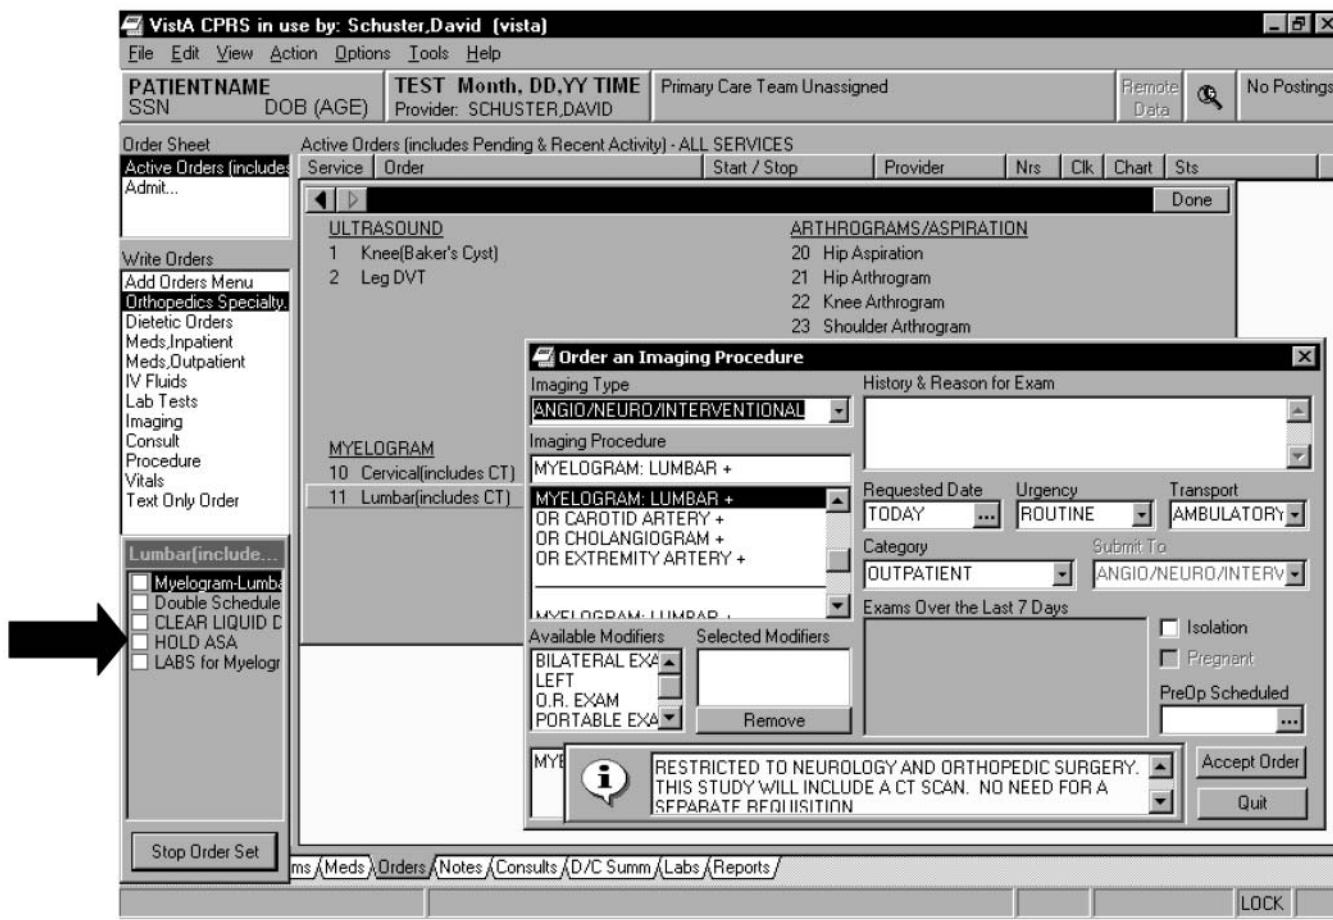 VistA CPRS in use by: Schuster,David (vista)
File Edit View Action Options Tools Help
PATIENTNAME
SSN DOB (AGE)
TEST Month, DD,YY TIME
Provider: SCHUSTER,DAVID
Primary Care Team Unassigned
Remote
Data
No Postings
Order Sheet
Active Orders (includes
Admit...
Write Orders
Add Orders Menu
Orthopedics Specialty.
Dietetic Orders
Meds,Inpatient
Meds,Outpatient
IV Fluids
Lab Tests
Imaging
Consult
Procedure
Vitals
Text Only Order
Lumbar(include...
Myelogram-Lumba
Double Schedule
CLEAR LIQUID D
HOLD ASA
LABS for Myelogr
Stop Order Set
Active Orders (includes Pending & Recent Activity) - ALL SERVICES
Service Order Start / Stop Provider Nrs Clk Chart Sts
Done
ULTRASOUND
1 Knee(Baker's Cyst)
2 Leg DVT
ARTHROGRAMS/ASPIRATION
20 Hip Aspiration
21 Hip Arthrogram
22 Knee Arthrogram
23 Shoulder Arthrogram
MYELOGRAM
10 Cervical(includes CT)
11 Lumbar(includes CT)
Order an Imaging Procedure
Imaging Type
ANGIO/NEURO/INTERVENTIONAL
Imaging Procedure
MYELOGRAM: LUMBAR +
MYELOGRAM: LUMBAR +
OR CAROTID ARTERY +
OR CHOLANGIOGRAM +
OR EXTREMITY ARTERY +
MYELOGRAM: LUMBAR +
Available Modifiers
BILATERAL EXA
LEFT
O.R. EXAM
PORTABLE EXA
Selected Modifiers
Remove
History & Reason for Exam
Requested Date Urgency Transport
TODAY ... ROUTINE AMBULATORY
Category Submit To
OUTPATIENT ANGIO/NEURO/INTERV
Exams Over the Last 7 Days
Isolation
Pregnant
PreOp Scheduled
...
MYE
RESTRICTED TO NEUROLOGY AND ORTHOPEDIC SURGERY.
THIS STUDY WILL INCLUDE A CT SCAN. NO NEED FOR A
SEPARATE REQUISITION
Accept Order
Quit
ms Meds Orders Notes Consults D/C Summ Labs Reports
LOCK